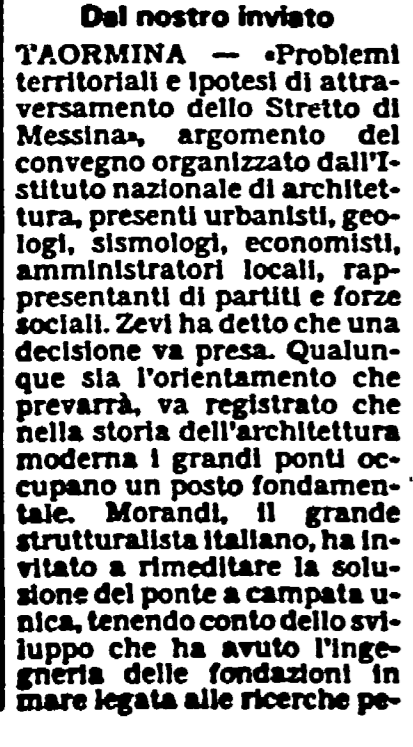 Dal nostro inviato
TAORMINA — «Problemi
territoriali e ipotesi di attra-
versamento dello Stretto di
Messina», argomento del
convegno organizzato dall'I-
stituto nazionale di architet-
tura, presenti urbanisti, geo-
logi, sismologi, economisti,
amministratori locali, rap-
presentanti di partiti e forze
sociali. Zevi ha detto che una
decisione va presa. Qualun-
que sia l'orientamento che
prevarrà, va registrato che
nella storia dell'architettura
moderna i grandi ponti oc-
cupano un posto fondamen-
tale. Morandi, il grande
strutturalista italiano, ha in-
vitato a rimeditare la solu-
zione del ponte a campata u-
nica, tenendo conto dello svi-
luppo che ha avuto l'inge-
gneria delle fondazioni in
mare legata alle ricerche pe-